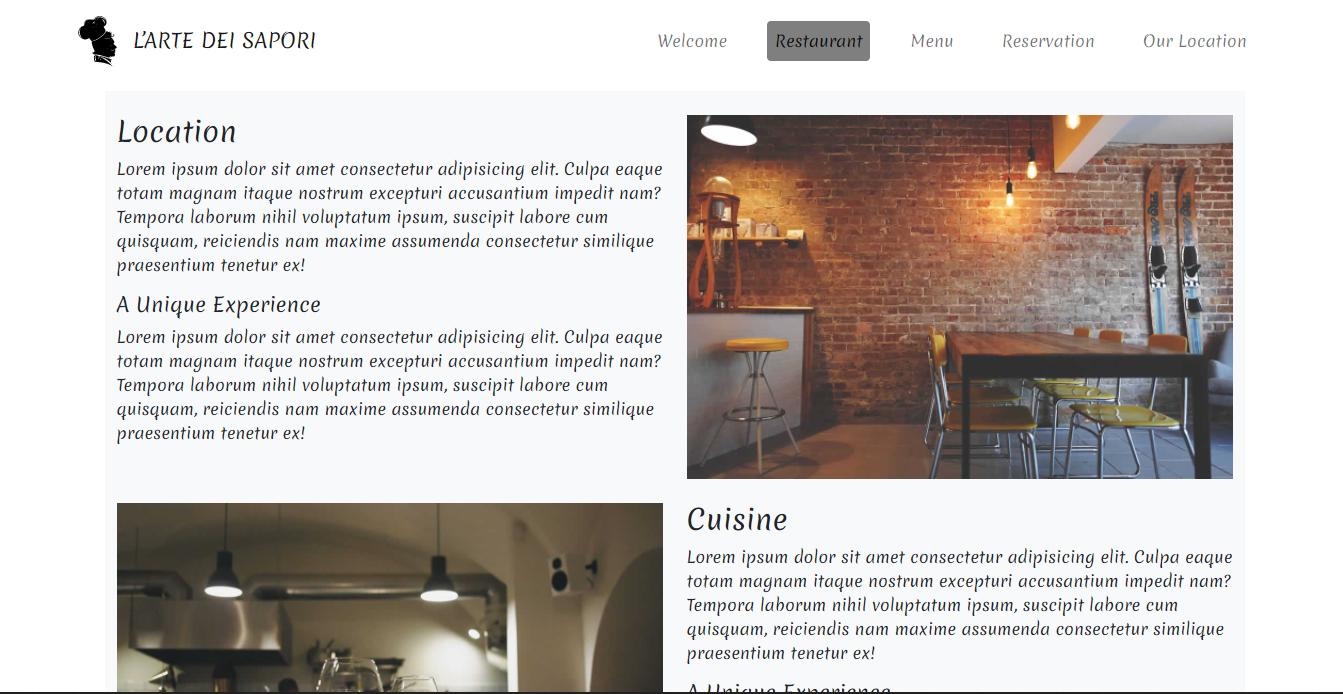 L'ARTE DEI SAPORI
Welcome
Restaurant
Menu
Reservation
Our Location
Location
Lorem ipsum dolor sit amet consectetur adipisicing elit. Culpa eaque
totam magnam itaque nostrum excepturi accusantium impedit nam?
Tempora laborum nihil voluptatum ipsum, suscipit labore cum
quisquam, reiciendis nam maxime assumenda consectetur similique
praesentium tenetur ex!
A Unique Experience
Lorem ipsum dolor sit amet consectetur adipisicing elit. Culpa eaque
totam magnam itaque nostrum excepturi accusantium impedit nam?
Tempora laborum nihil voluptatum ipsum, suscipit labore cum
quisquam, reiciendis nam maxime assumenda consectetur similique
praesentium tenetur ex!
Cuisine
Lorem ipsum dolor sit amet consectetur adipisicing elit. Culpa eaque
totam magnam itaque nostrum excepturi accusantium impedit nam?
Tempora laborum nihil voluptatum ipsum, suscipit labore cum
quisquam, reiciendis nam maxime assumenda consectetur similique
praesentium tenetur ex!
A Unique Experience